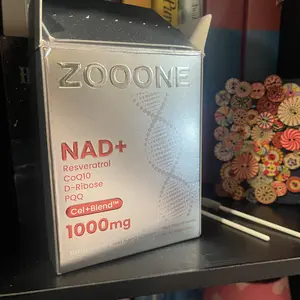 ZOOONE
NAD+
Resveratrol
CoQ10
D-Ribose
PQQ
Cel+Blend™
1000mg